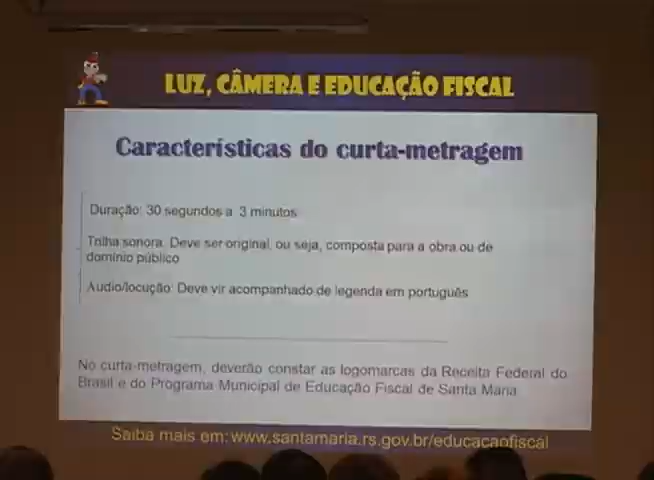 LUZ, CÂMERA E EDUCAÇÃO FISCAL
Características do curta-metragem
Duração: 30 segundos a 3 minutos
Trilha sonora: Deve ser original, ou seja, composta para a obra ou de
domínio público
Audio/locução: Deve vir acompanhado de legenda em português
No curta-metragem, deverão constar as logomarcas da Receita Federal do
Brasil e do Programa Municipal de Educação Fiscal de Santa Maria
Saiba mais em: www.santamaria.rs.gov.br/educacaofiscal